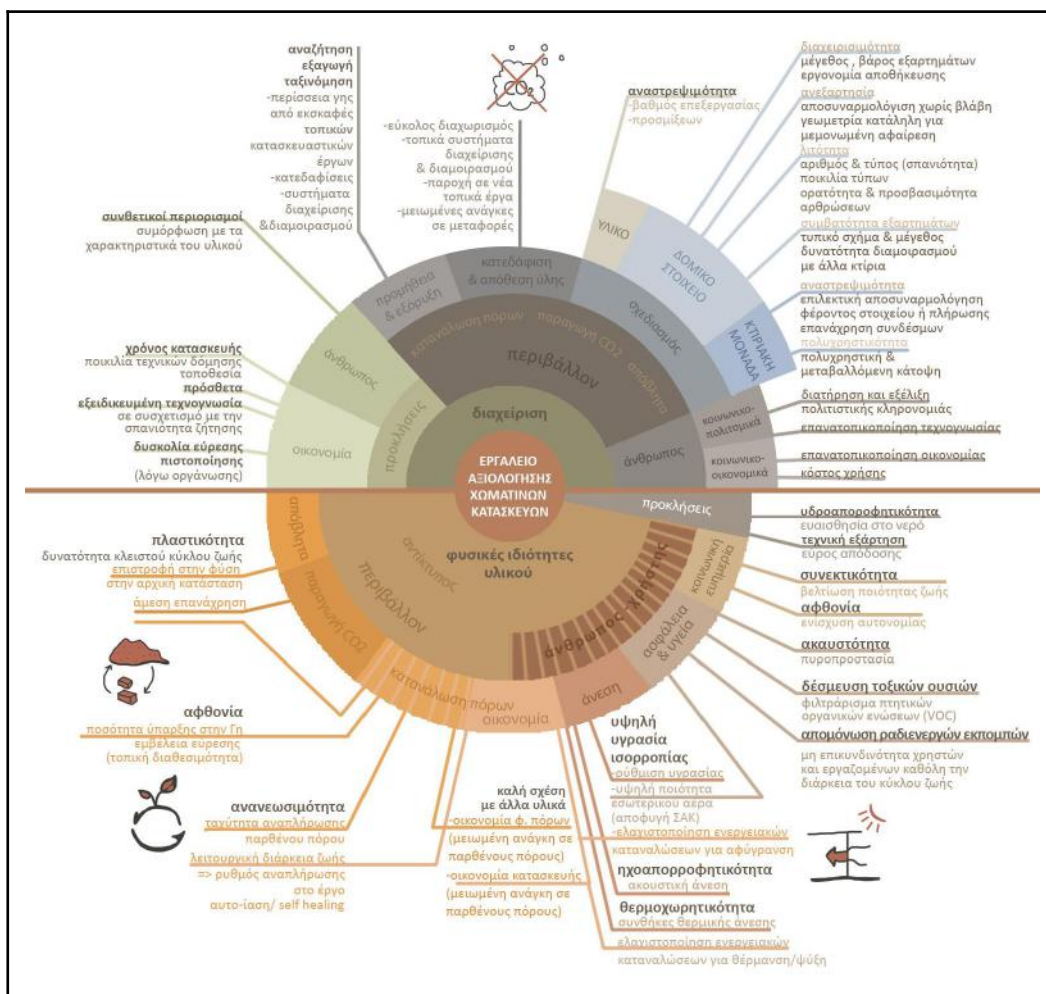 αναζήτηση
εξαγωγή
ταξινόμηση
-περίσσεια γης
από εκσκαφές
τοπικών
κατασκευαστικών
έργων
-κατεδαφίσεις
-συστήματα
διαχείρισης
&διαμοιρασμού
CO2
-εύκολος διαχωρισμός
-τοπικά συστήματα
διαχείρισης
& διαμοιρασμού
-παροχή σε νέα
τοπικά έργα
-μειωμένες ανάγκες
σε μεταφορές
αναστρεψιμότητα
-βαθμός επεξεργασίας
-προσμίξεων
διαχειρισιμότητα
μέγεθος , βάρος εξαρτημάτων
εργονομία αποθήκευσης
ανεξαρτησία
αποσυναρμολόγιση χωρίς βλάβη
γεωμετρία κατάληλη για
μεμονωμένη αφαίρεση
λιτότητα
αριθμός & τύπος (σπανιότητα)
ποικιλία τύπων
ορατότητα & προσβασιμότητα
αρθρώσεων
συμβατότητα εξαρτημάτων
τυπικό σχήμα & μέγεθος
δυνατότητα διαμοιρασμού
με άλλα κτίρια
αναστρεψιμότητα
επιλεκτική αποσυναρμολόγηση
φέροντος στοιχείου ή πλήρωσης
επανάχρηση συνδέσμων
πολυχρηστικότητα
πολυχρηστική &
μεταβαλλόμενη κάτοψη
διατήρηση και εξέλιξη
πολιτιστικής κληρονομιάς
επανατοπικοποίηση τεχνογνωσίας
επανατοπικοποίηση οικονομίας
κόστος χρήσης
συνθετικοί περιορισμοί
συμόρφωση με τα
χαρακτηριστικά του υλικού
χρόνος κατασκευής
ποικιλία τεχνικών δόμησης
τοποθεσία
πρόσθετα
εξειδικευμένη τεχνογνωσία
σε συσχετισμό με την
σπανιότητα ζήτησης
δυσκολία εύρεσης
πιστοποίησης
(λόγω οργάνωσης)
ΥΛΙΚΟ
ΔΟΜΙΚΟ
ΣΤΟΙΧΕΙΟ
ΚΤΙΡΙΑΚΗ
ΜΟΝΑΔΑ
προμήθεια
& εξόρυξη
κατεδάφιση
& απόθεση ύλης
σχεδιασμός
κατανάλωση πόρων
παραγωγή CO2
απόβλητα
περιβάλλον
άνθρωπος
οικονομία
προκλήσεις
διαχείριση
άνθρωπος
κοινωνικο-
πολιτομικά
κοινωνικο-
οικονομικά
ΕΡΓΑΛΕΙΟ
ΑΞΙΟΛΟΓΗΣΗΣ
ΧΩΜΑΤΙΝΩΝ
ΚΑΤΑΣΚΕΥΩΝ
προκλήσεις
φυσικές ιδιότητες
υλικού
αντίκτυπος
περιβάλλον
απόβλητα
παραγωγή CO2
κατανάλωση πόρων
οικονομία
άνθρωπος-χρήστης
άνεση
ασφάλεια
& υγεία
κοινωνική
ευημερία
πλαστικότητα
δυνατότητα κλειστού κύκλου ζωής
επιστροφή στην φύση
στην αρχική κατάσταση
άμεση επανάχρηση
αφθονία
ποσότητα ύπαρξης στην Γη
εμβέλεια εύρεσης
(τοπική διαθεσιμότητα)
ανανεωσιμότητα
ταχύτητα αναπλήρωσης
παρθένου πόρου
λειτουργική διάρκεια ζωής
=> ρυθμός αναπλήρωσης
στο έργο
αυτο-ίαση/ self healing
καλή σχέση
με άλλα υλικά
-οικονομία φ. πόρων
(μειωμένη ανάγκη σε
παρθένους πόρους)
-οικονομία κατασκευής
(μειωμένη ανάγκη σε
παρθένους πόρους)
υψηλή
υγρασία
ισορροπίας
-ρύθμιση υγρασίας
-υψηλή ποιότητα
εσωτερικού αέρα
(αποφυγή ΣΑΚ)
-ελαχιστοποίηση ενεργειακών
καταναλώσεων για αφύγρανση
ηχοαπορροφητικότητα
ακουστική άνεση
θερμοχωρητικότητα
συνθήκες θερμικής άνεσης
ελαχιστοποίηση ενεργειακών
καταναλώσεων για θέρμανση/ψύξη
υδροαπορoφητικότητα
ευαισθησία στο νερό
τεχνική εξάρτηση
εύρος απόδοσης
συνεκτικότητα
βελτίωση ποιότητας ζωής
αφθονία
ενίσχυση αυτονομίας
ακαυστότητα
πυροπροστασία
δέσμευση τοξικών ουσιών
φιλτράρισμα πτητικών
οργανικών ενώσεων (VOC)
απομόνωση ραδιενεργών εκπομπών
μη επικυνδινότητα χρηστών
και εργαζομένων καθόλη την
διάρκεια του κύκλου ζωής